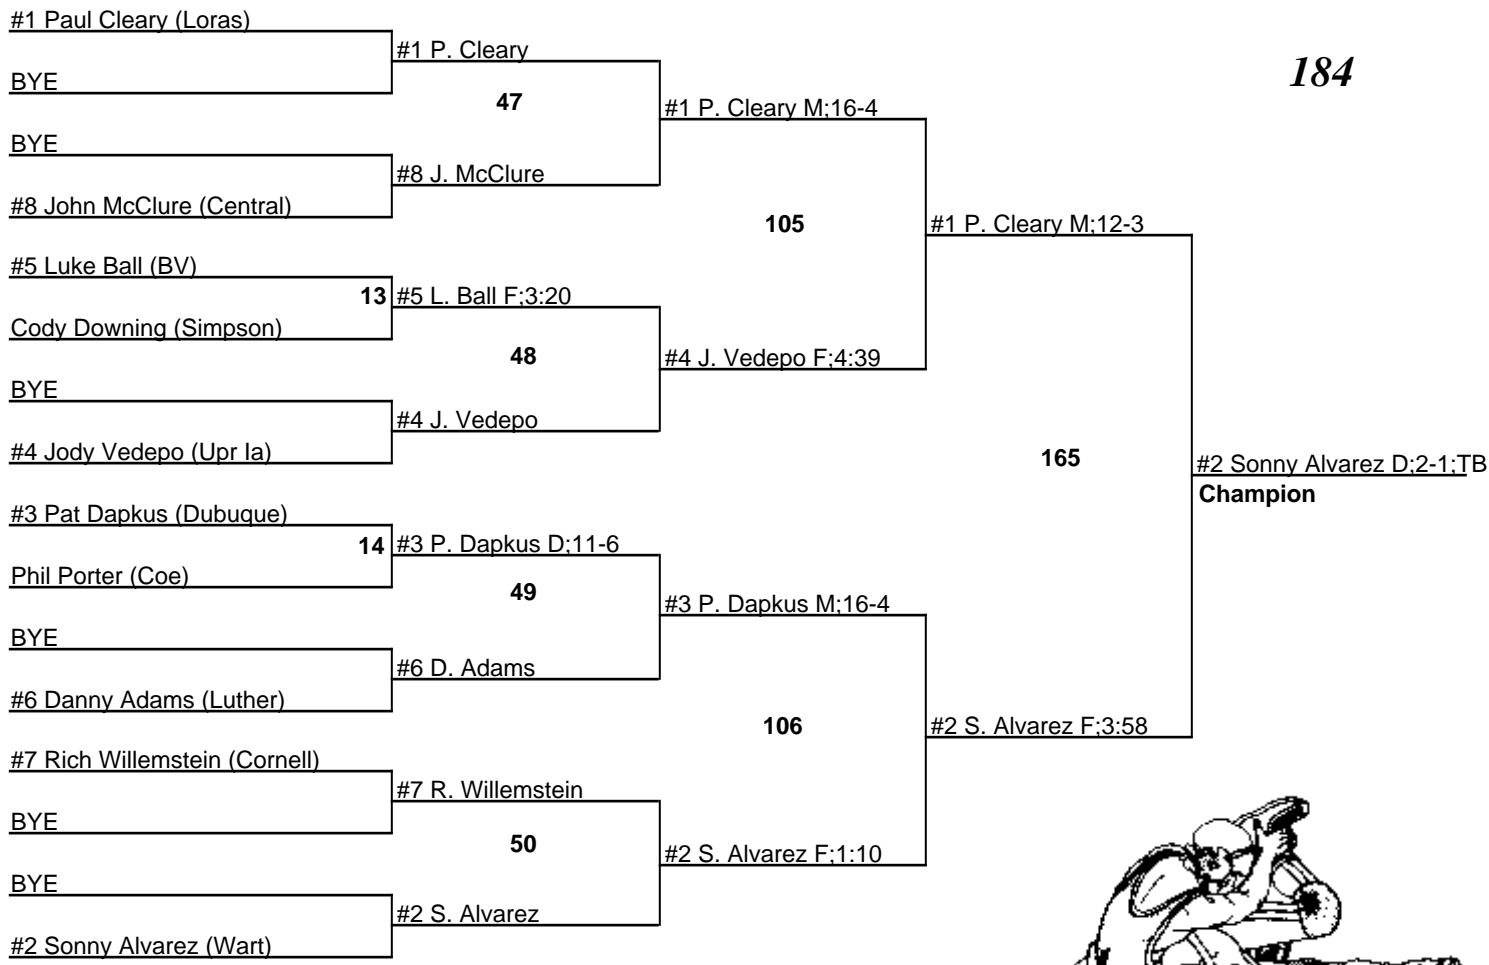 #1 Paul Cleary (Loras)
#1 P. Cleary
184
BYE
47
#1 P. Cleary M;16-4
BYE
#8 J. McClure
#8 John McClure (Central)
105
#1 P. Cleary M;12-3
#5 Luke Ball (BV)
13 #5 L. Ball F;3:20
Cody Downing (Simpson)
48
#4 J. Vedepo F;4:39
BYE
#4 J. Vedepo
#4 Jody Vedepo (Upr Ia)
165
#2 Sonny Alvarez D;2-1;TB
Champion
#3 Pat Dapkus (Dubuque)
14 #3 P. Dapkus D;11-6
Phil Porter (Coe)
49
#3 P. Dapkus M;16-4
BYE
#6 D. Adams
#6 Danny Adams (Luther)
106
#2 S. Alvarez F;3:58
#7 Rich Willemstein (Cornell)
#7 R. Willemstein
BYE
50
#2 S. Alvarez F;1:10
BYE
#2 S. Alvarez
#2 Sonny Alvarez (Wart)